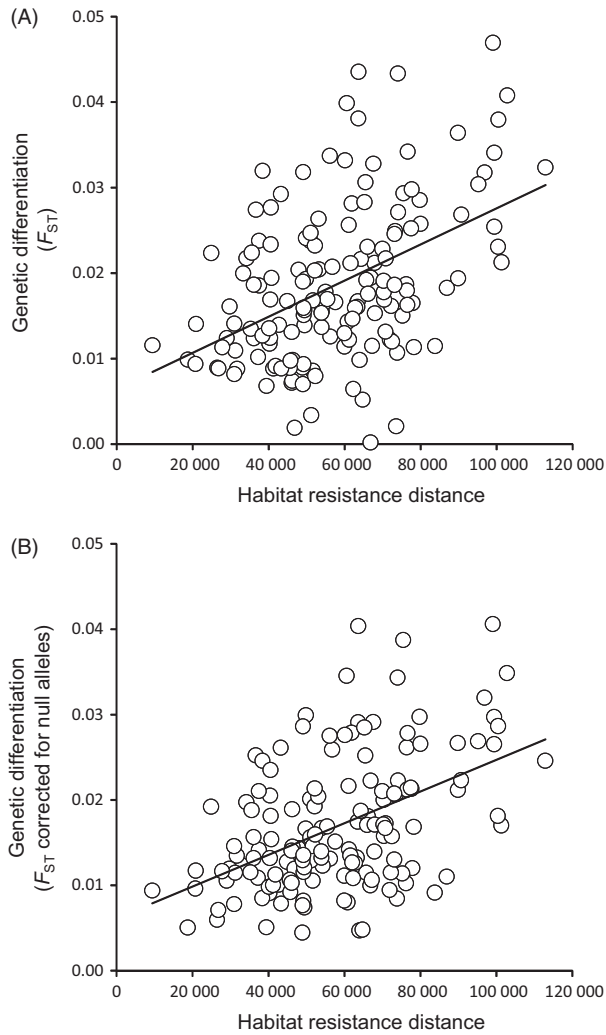 (A)
0.05
0.04
0.03
0.02
0.01
0.00
Genetic differentiation
(FST)
0 20 000 40 000 60 000 80 000 100 000 120 000
Habitat resistance distance
(B)
0.05
0.04
0.03
0.02
0.01
0.00
Genetic differentiation
(FST corrected for null alleles)
0 20 000 40 000 60 000 80 000 100 000 120 000
Habitat resistance distance